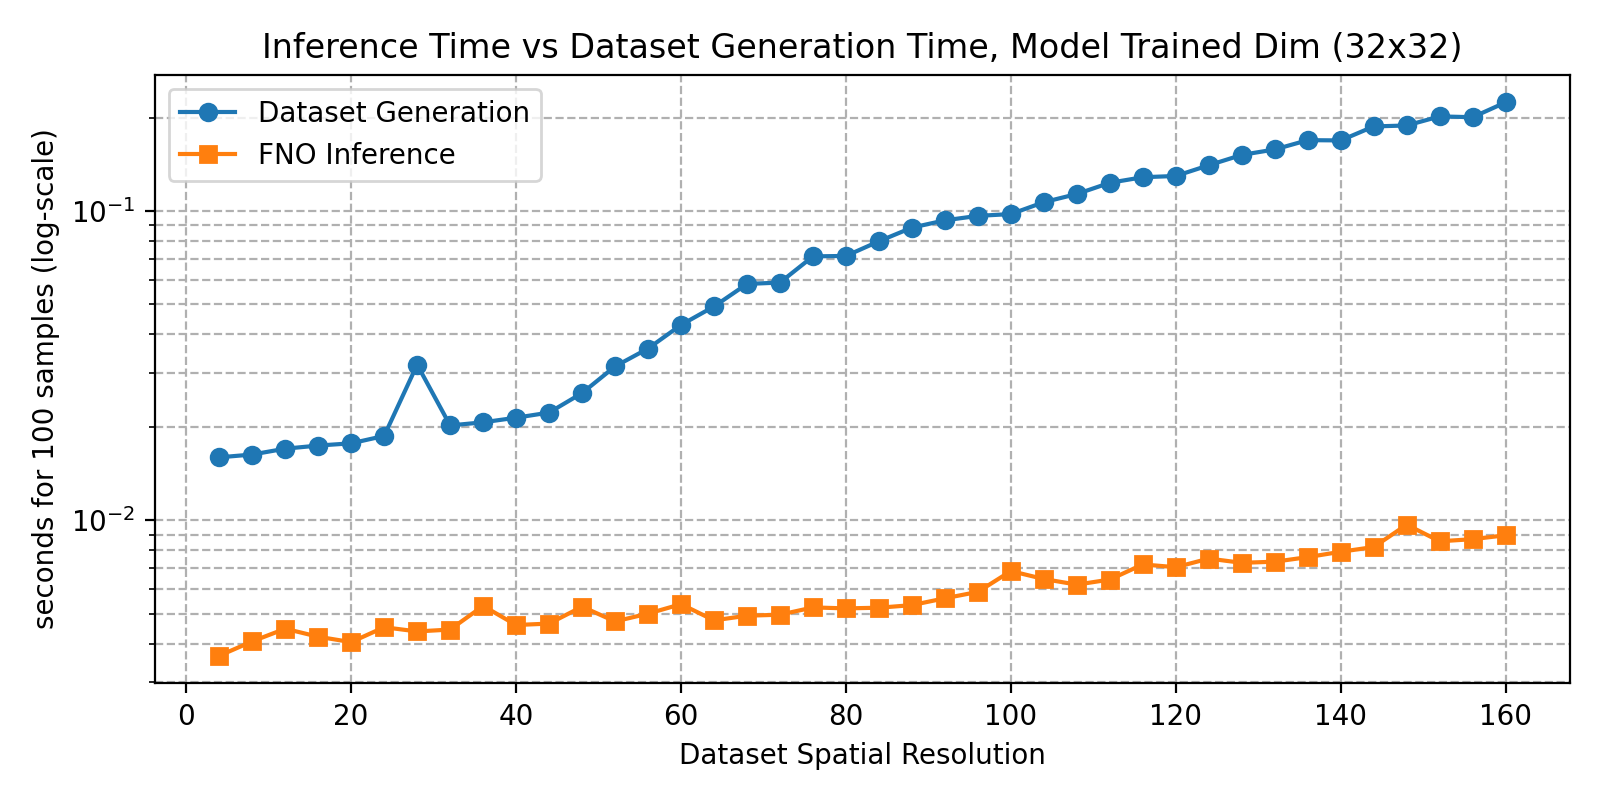 Inference Time vs Dataset Generation Time, Model Trained Dim (32x32)
Dataset Generation
FNO Inference
seconds for 100 samples (log-scale)
10⁻¹
10⁻²
0 20 40 60 80 100 120 140 160
Dataset Spatial Resolution